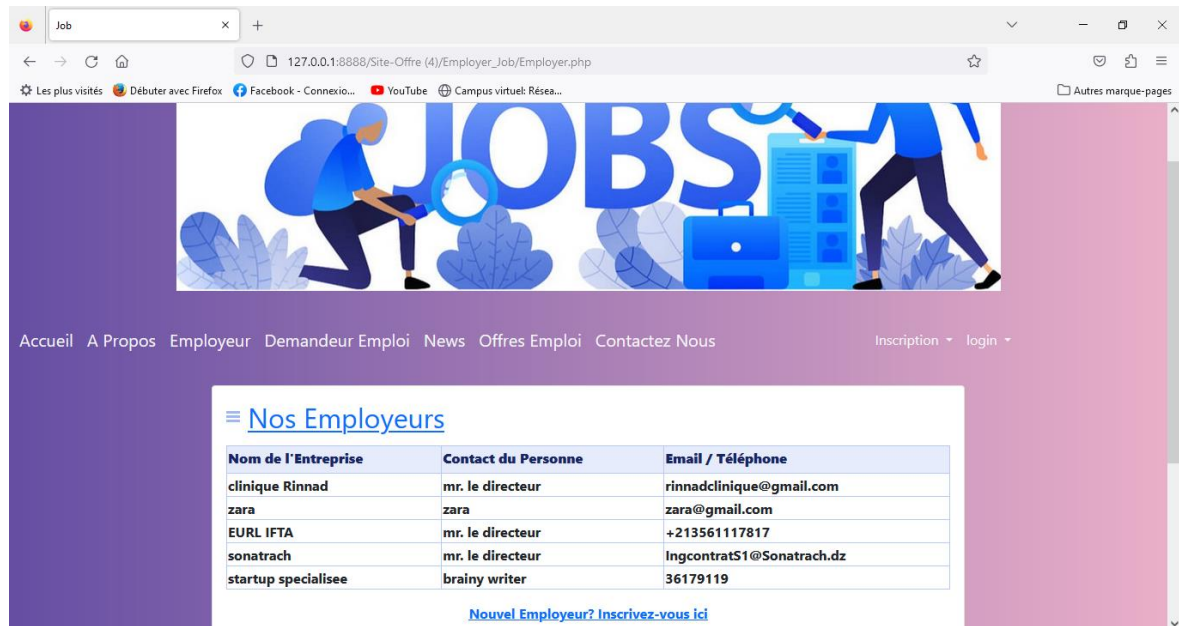 Job
127.0.0.1:8888/Site-Offre (4)/Employer_Job/Employer.php
Les plus visités Débuter avec Firefox Facebook - Connexio... YouTube Campus virtuel: Résea... Autres marque-pages
JOBS
Accueil A Propos Employeur Demandeur Emploi News Offres Emploi Contactez Nous Inscription login
Nos Employeurs
Nom de l'Entreprise Contact du Personne Email / Téléphone
clinique Rinnad mr. le directeur rinnadclinique@gmail.com
zara zara zara@gmail.com
EURL IFTA mr. le directeur +213561117817
sonatrach mr. le directeur IngcontratS1@Sonatrach.dz
startup specialisee brainy writer 36179119
Nouvel Employeur? Inscrivez-vous ici